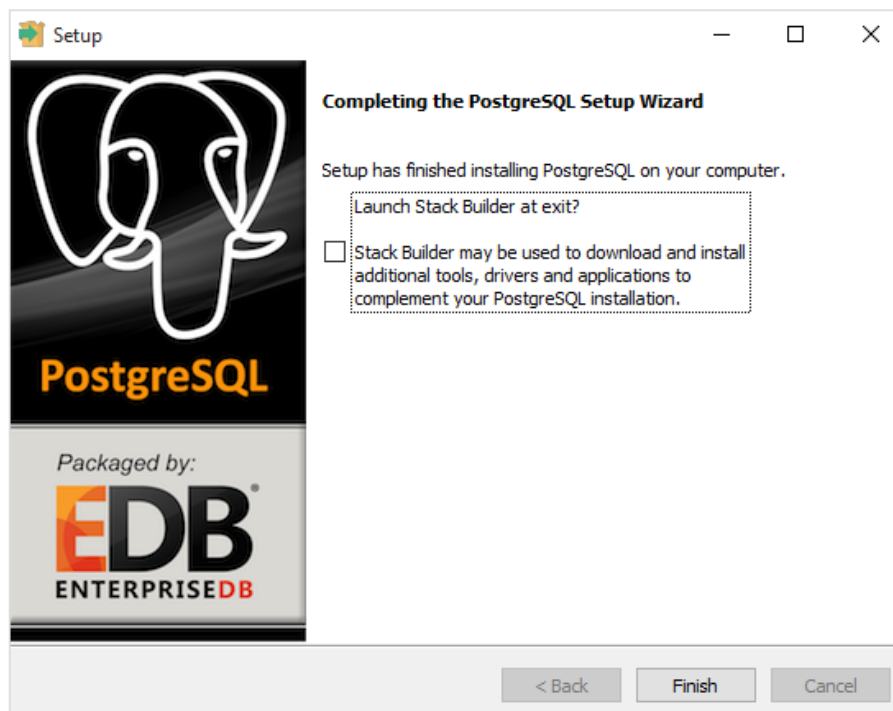 Setup
Completing the PostgreSQL Setup Wizard
Setup has finished installing PostgreSQL on your computer.
Launch Stack Builder at exit?
Stack Builder may be used to download and install
additional tools, drivers and applications to
complement your PostgreSQL installation.
PostgreSQL
Packaged by:
EDB
ENTERPRISEDB
< Back
Finish
Cancel